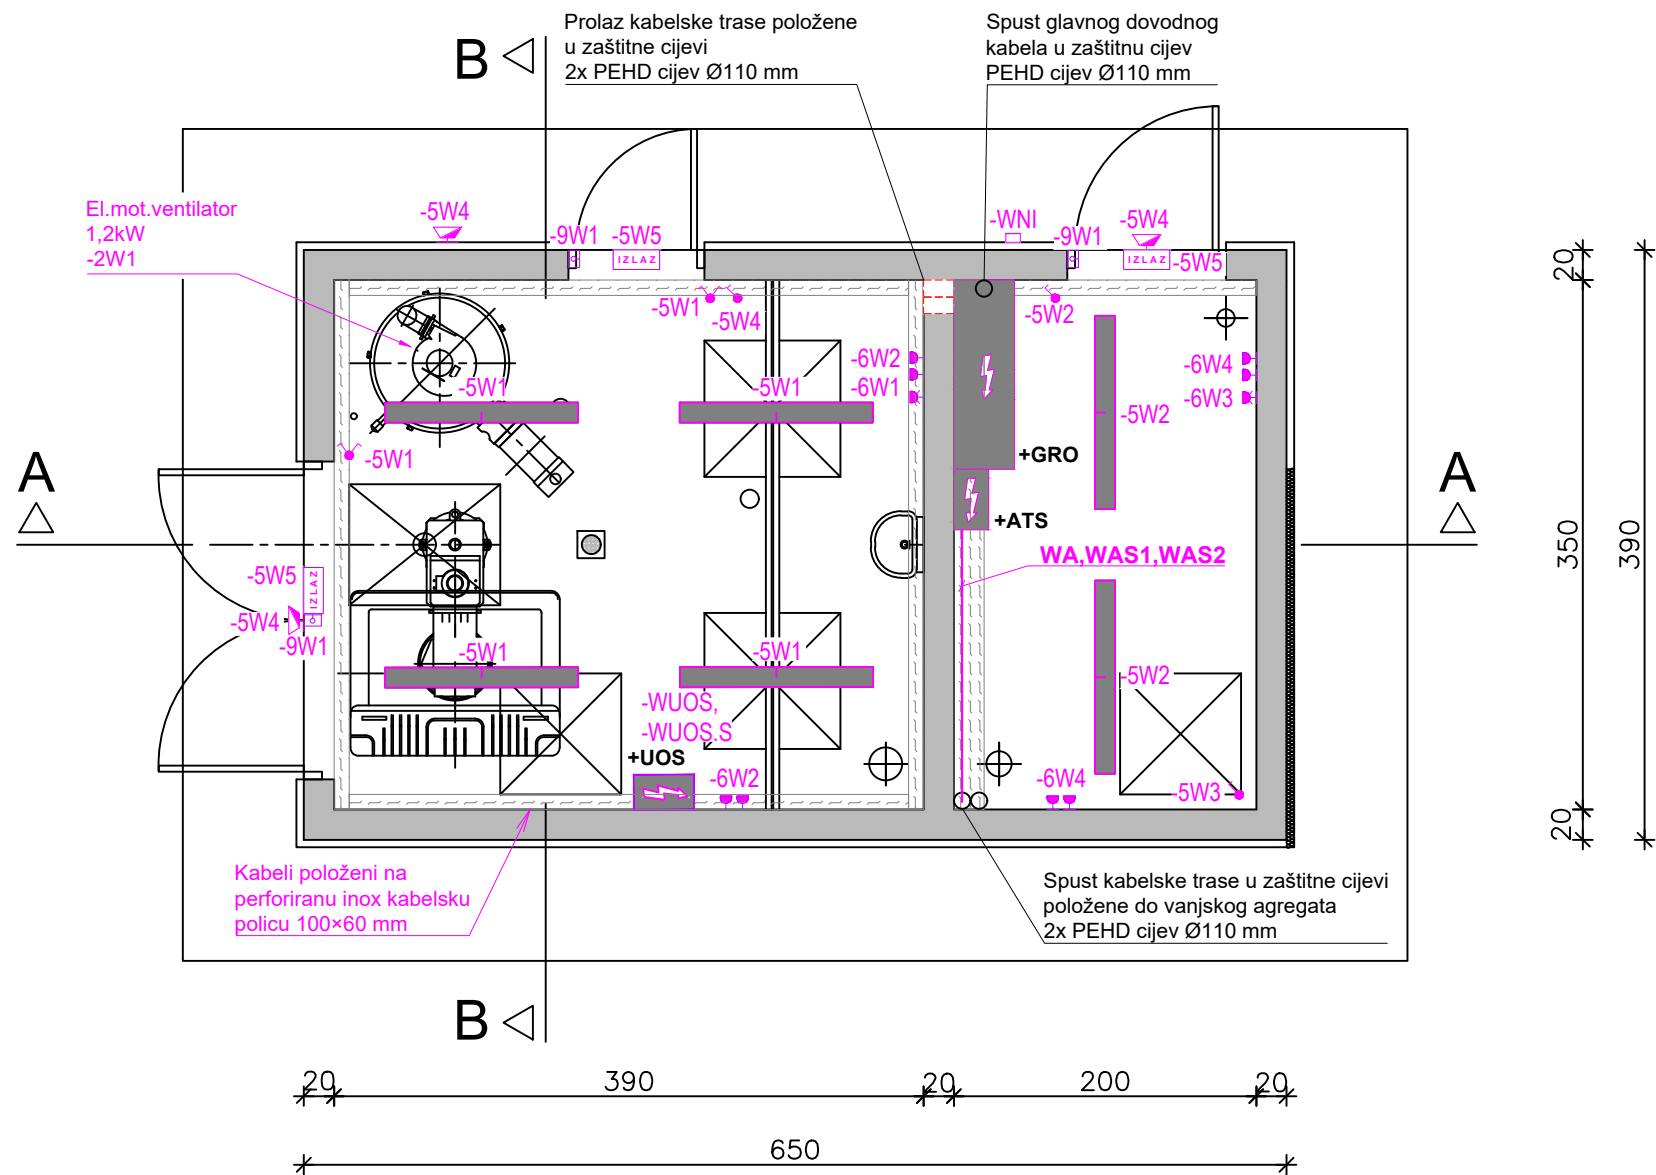 Prolaz kabelske trase položene
u zaštitne cijevi
2x PEHD cijev Ø110 mm
Spust glavnog dovodnog
kabela u zaštitnu cijev
PEHD cijev Ø110 mm
B
El.mot.ventilator
1,2kW
-2W1
-5W4
-9W1
-5W5
IZLAZ
-WNI
-9W1
-5W4
IZLAZ
-5W5
20
-5W1
-5W4
-5W2
-6W2
-6W1
-6W4
-6W3
-5W1
-5W1
-5W2
-5W1
+GRO
A
A
+ATS
WA,WAS1,WAS2
350
390
-5W5
IZLAZ
-5W4
-9W1
-5W1
-5W1
-5W2
-WUOS,
-WUOS.S
+UOS
-6W2
-6W4
-5W3
20
Kabeli položeni na
perforiranu inox kabelsku
policu 100×60 mm
Spust kabelske trase u zaštitne cijevi
položene do vanjskog agregata
2x PEHD cijev Ø110 mm
B
20
390
20
200
20
650